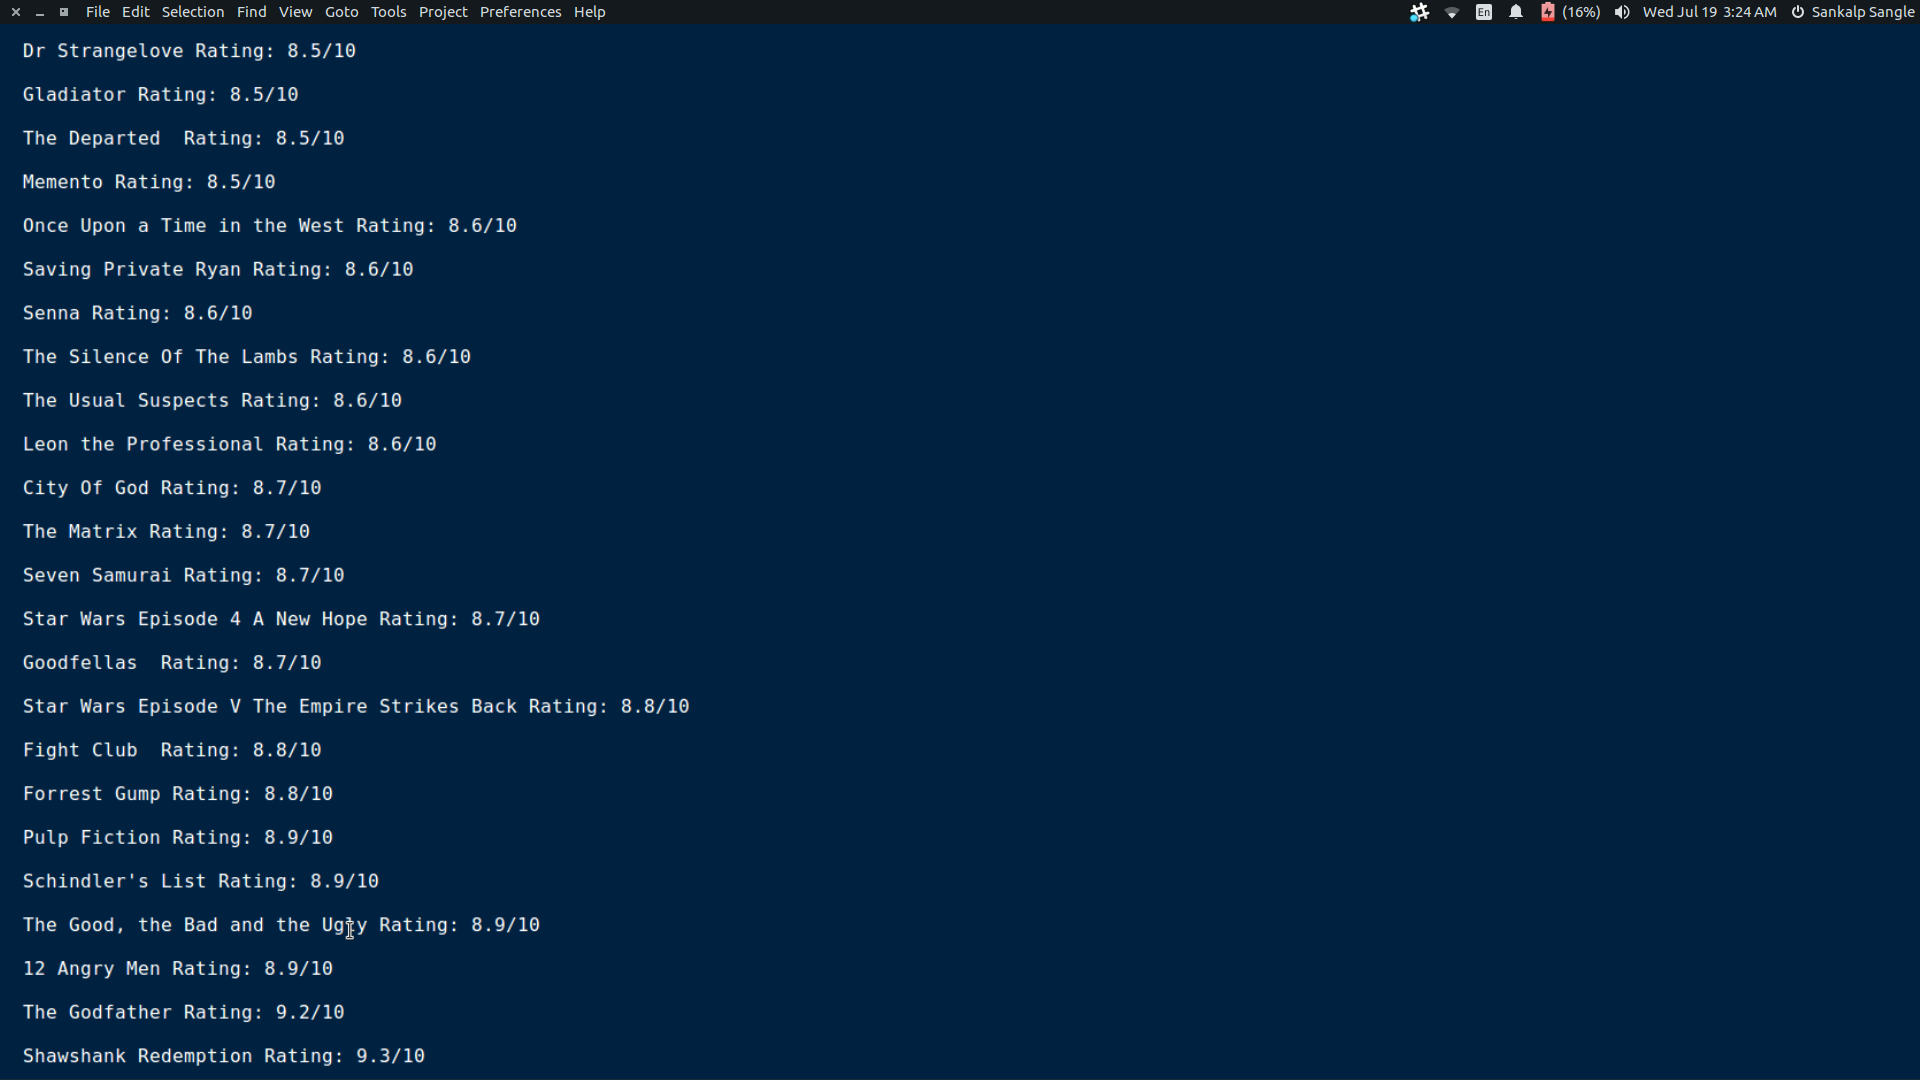 File Edit Selection Find View Goto Tools Project Preferences Help En (16%) Wed Jul 19 3:24 AM Sankalp Sangle
Dr Strangelove Rating: 8.5/10
Gladiator Rating: 8.5/10
The Departed  Rating: 8.5/10
Memento Rating: 8.5/10
Once Upon a Time in the West Rating: 8.6/10
Saving Private Ryan Rating: 8.6/10
Senna Rating: 8.6/10
The Silence Of The Lambs Rating: 8.6/10
The Usual Suspects Rating: 8.6/10
Leon the Professional Rating: 8.6/10
City Of God Rating: 8.7/10
The Matrix Rating: 8.7/10
Seven Samurai Rating: 8.7/10
Star Wars Episode 4 A New Hope Rating: 8.7/10
Goodfellas  Rating: 8.7/10
Star Wars Episode V The Empire Strikes Back Rating: 8.8/10
Fight Club  Rating: 8.8/10
Forrest Gump Rating: 8.8/10
Pulp Fiction Rating: 8.9/10
Schindler's List Rating: 8.9/10
The Good, the Bad and the Ugly Rating: 8.9/10
12 Angry Men Rating: 8.9/10
The Godfather Rating: 9.2/10
Shawshank Redemption Rating: 9.3/10